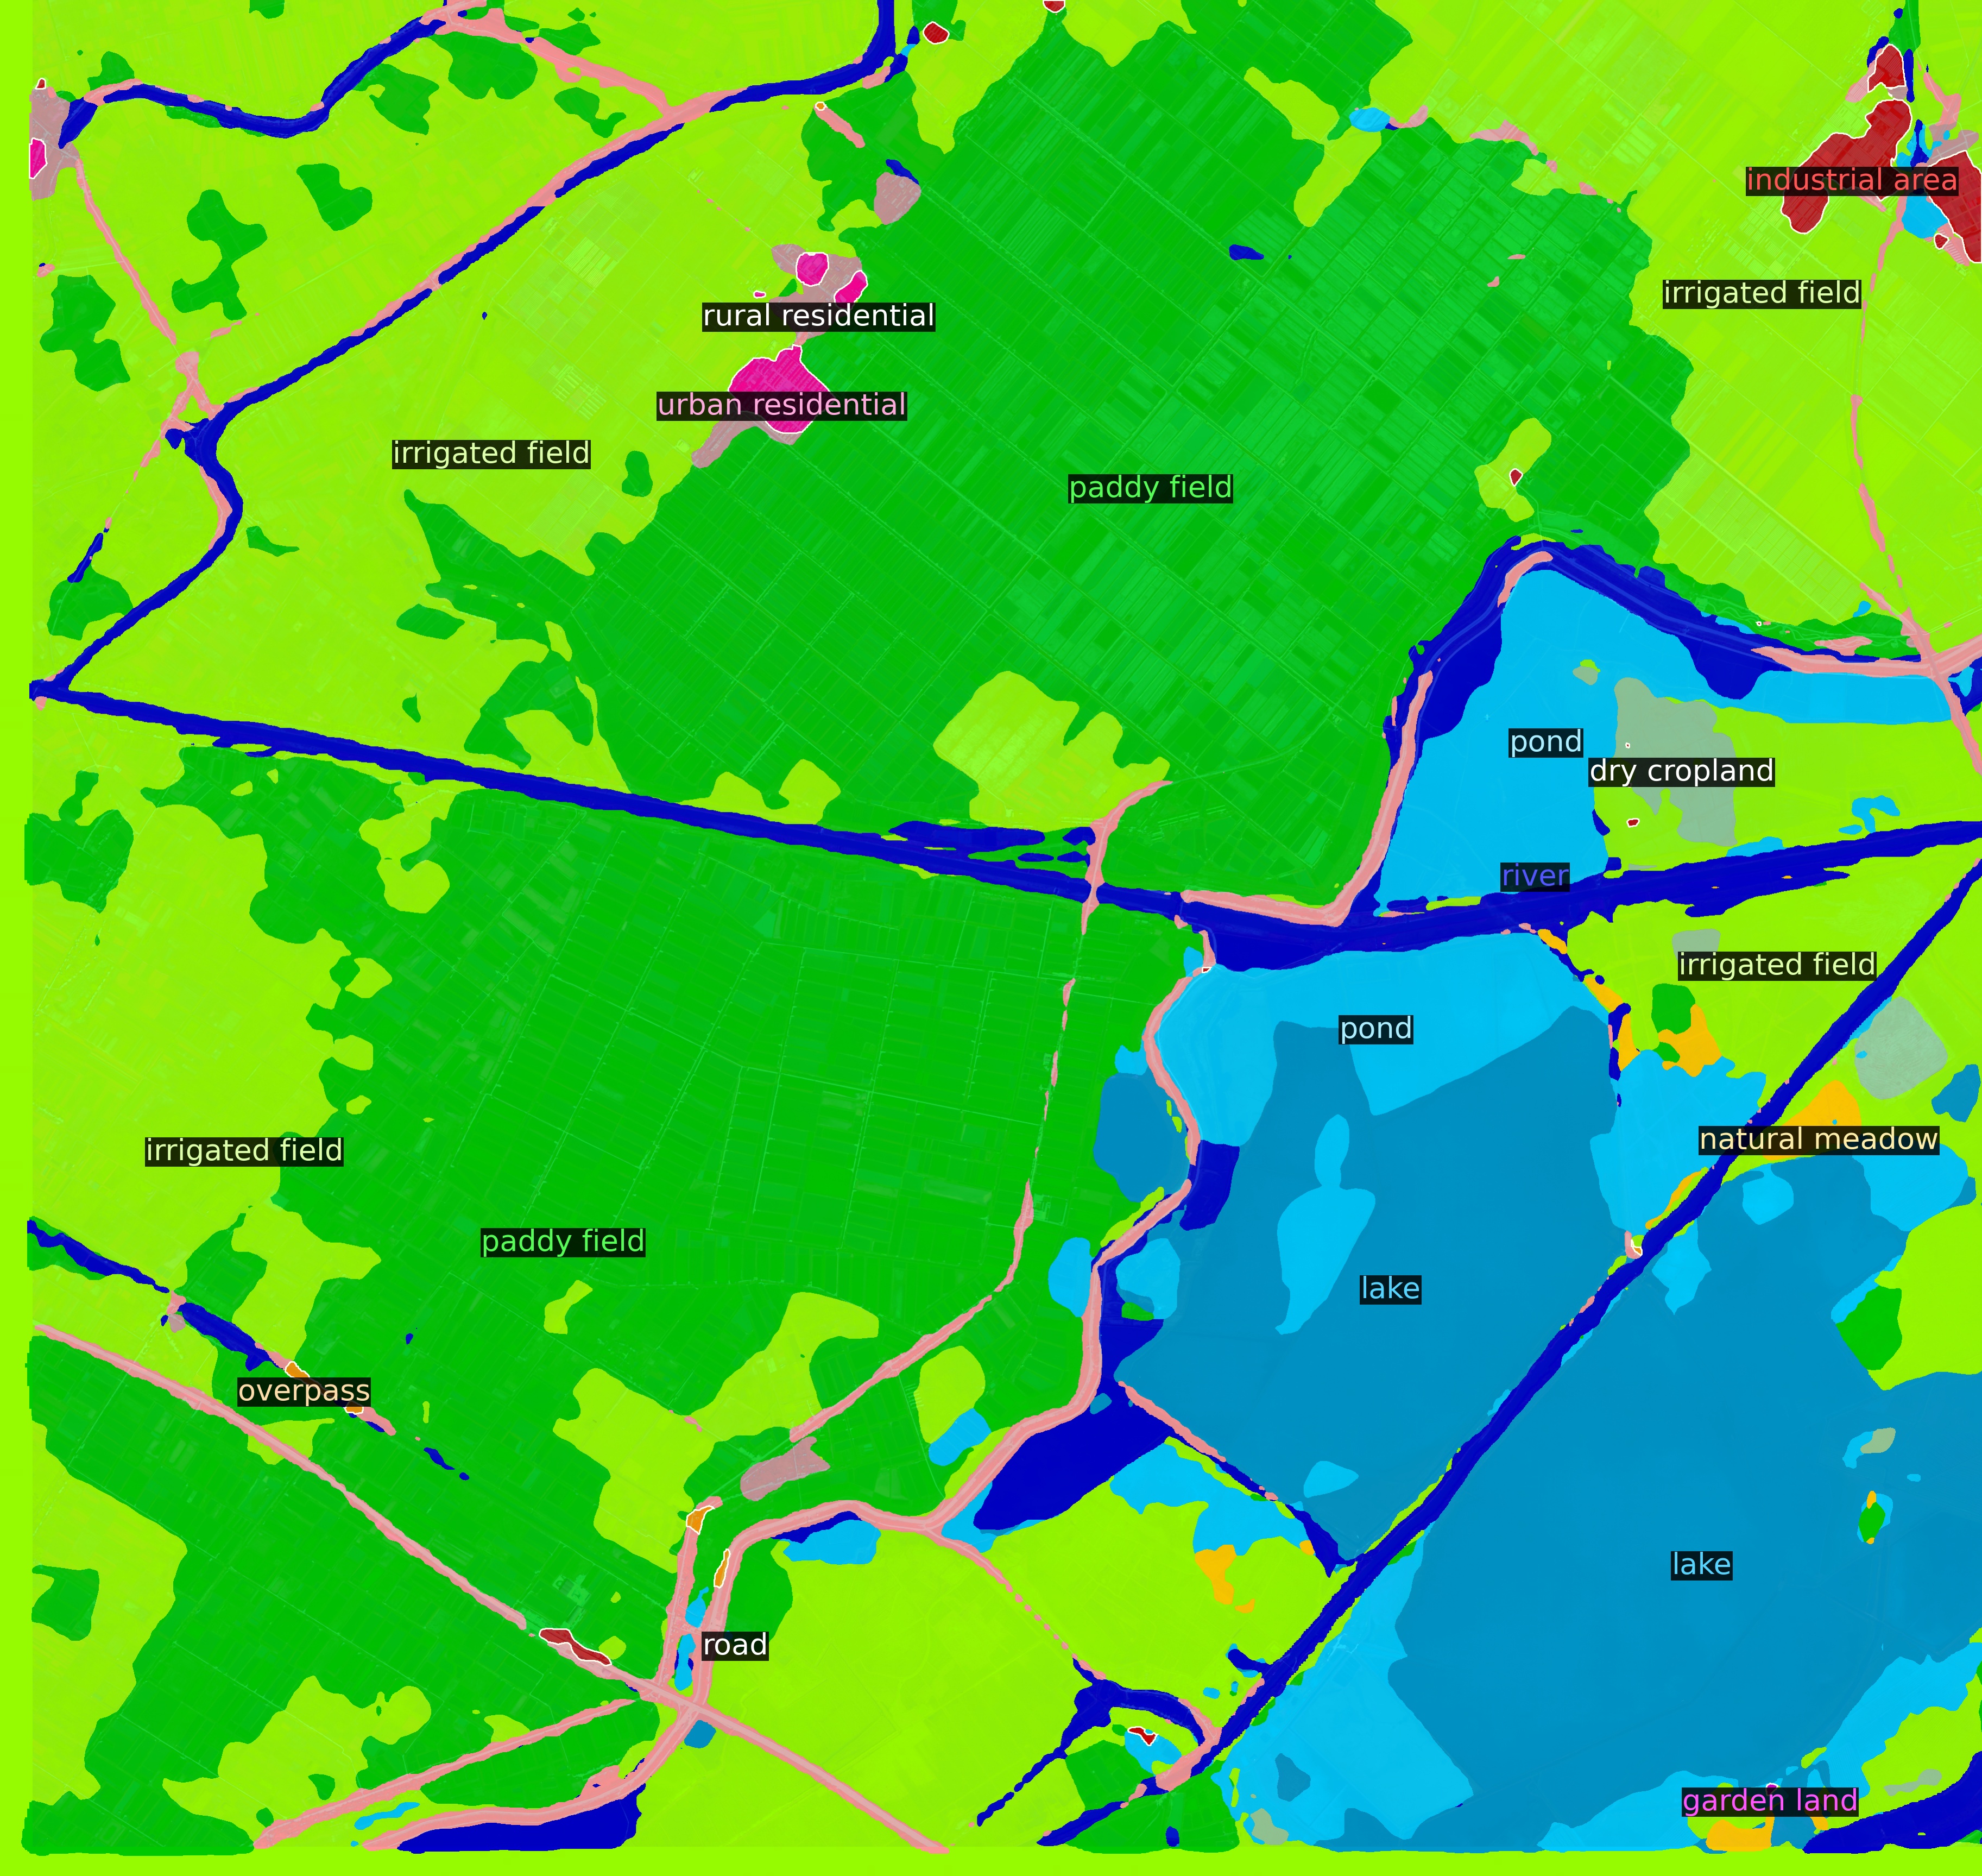 industrial area
irrigated field
rural residential
urban residential
irrigated field
paddy field
pond
dry cropland
river
irrigated field
pond
natural meadow
irrigated field
paddy field
lake
overpass
lake
road
garden land